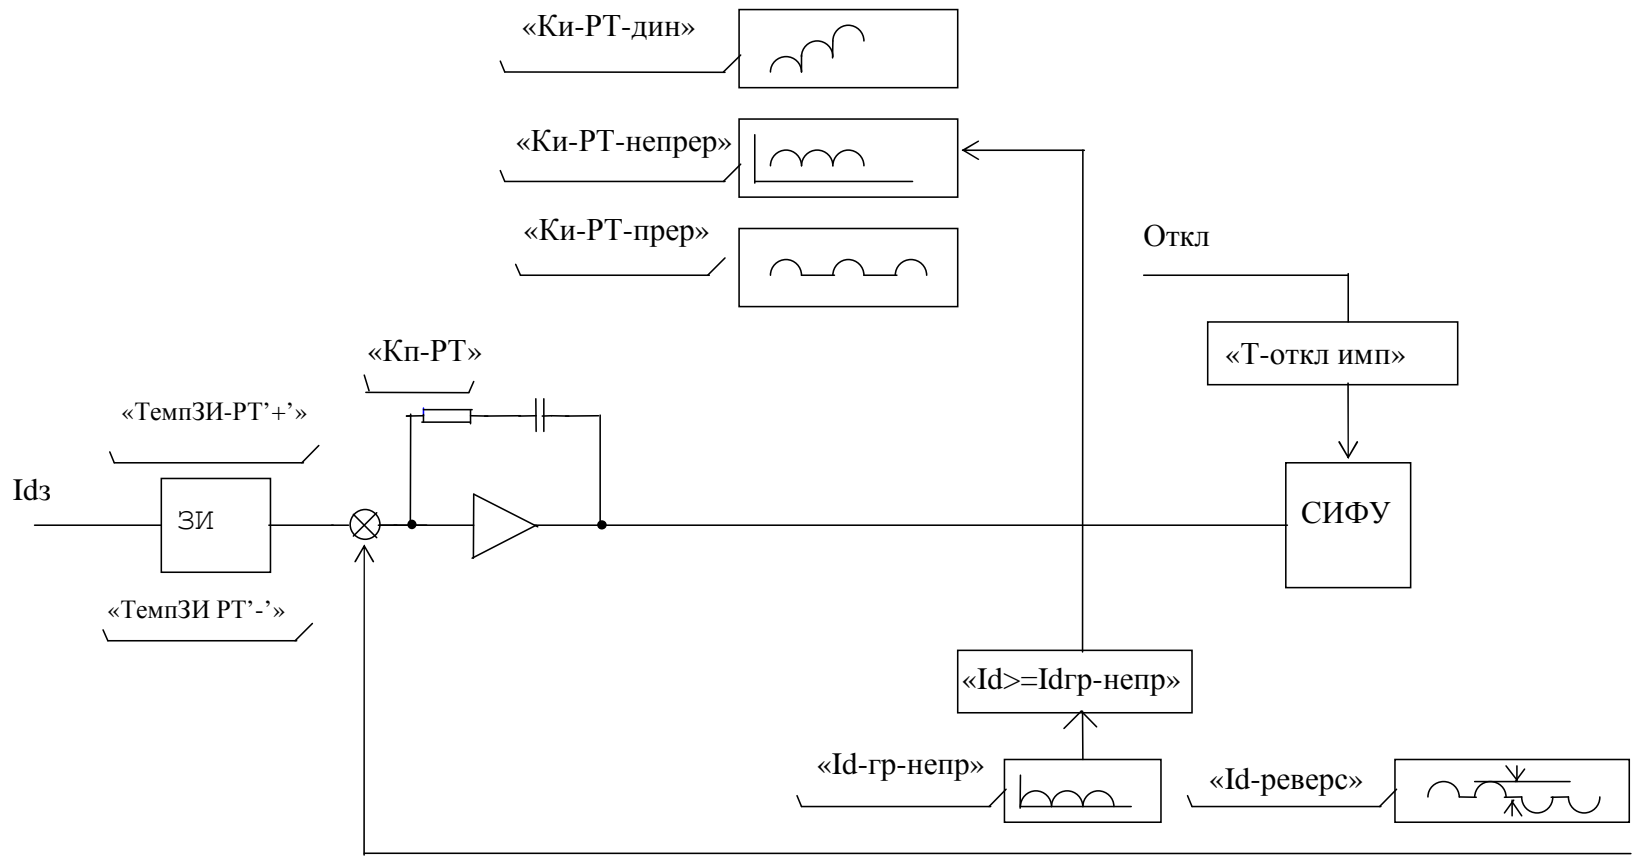 «Ки-РТ-дин»
«Ки-РТ-непрер»
«Ки-РТ-прер»
Откл
«Т-откл имп»
«Кп-РТ»
«ТемпЗИ-РТ’+’»
Idз
ЗИ
СИФУ
«ТемпЗИ РТ’-’»
«Id>=Idгр-непр»
«Id-гр-непр»
«Id-реверс»